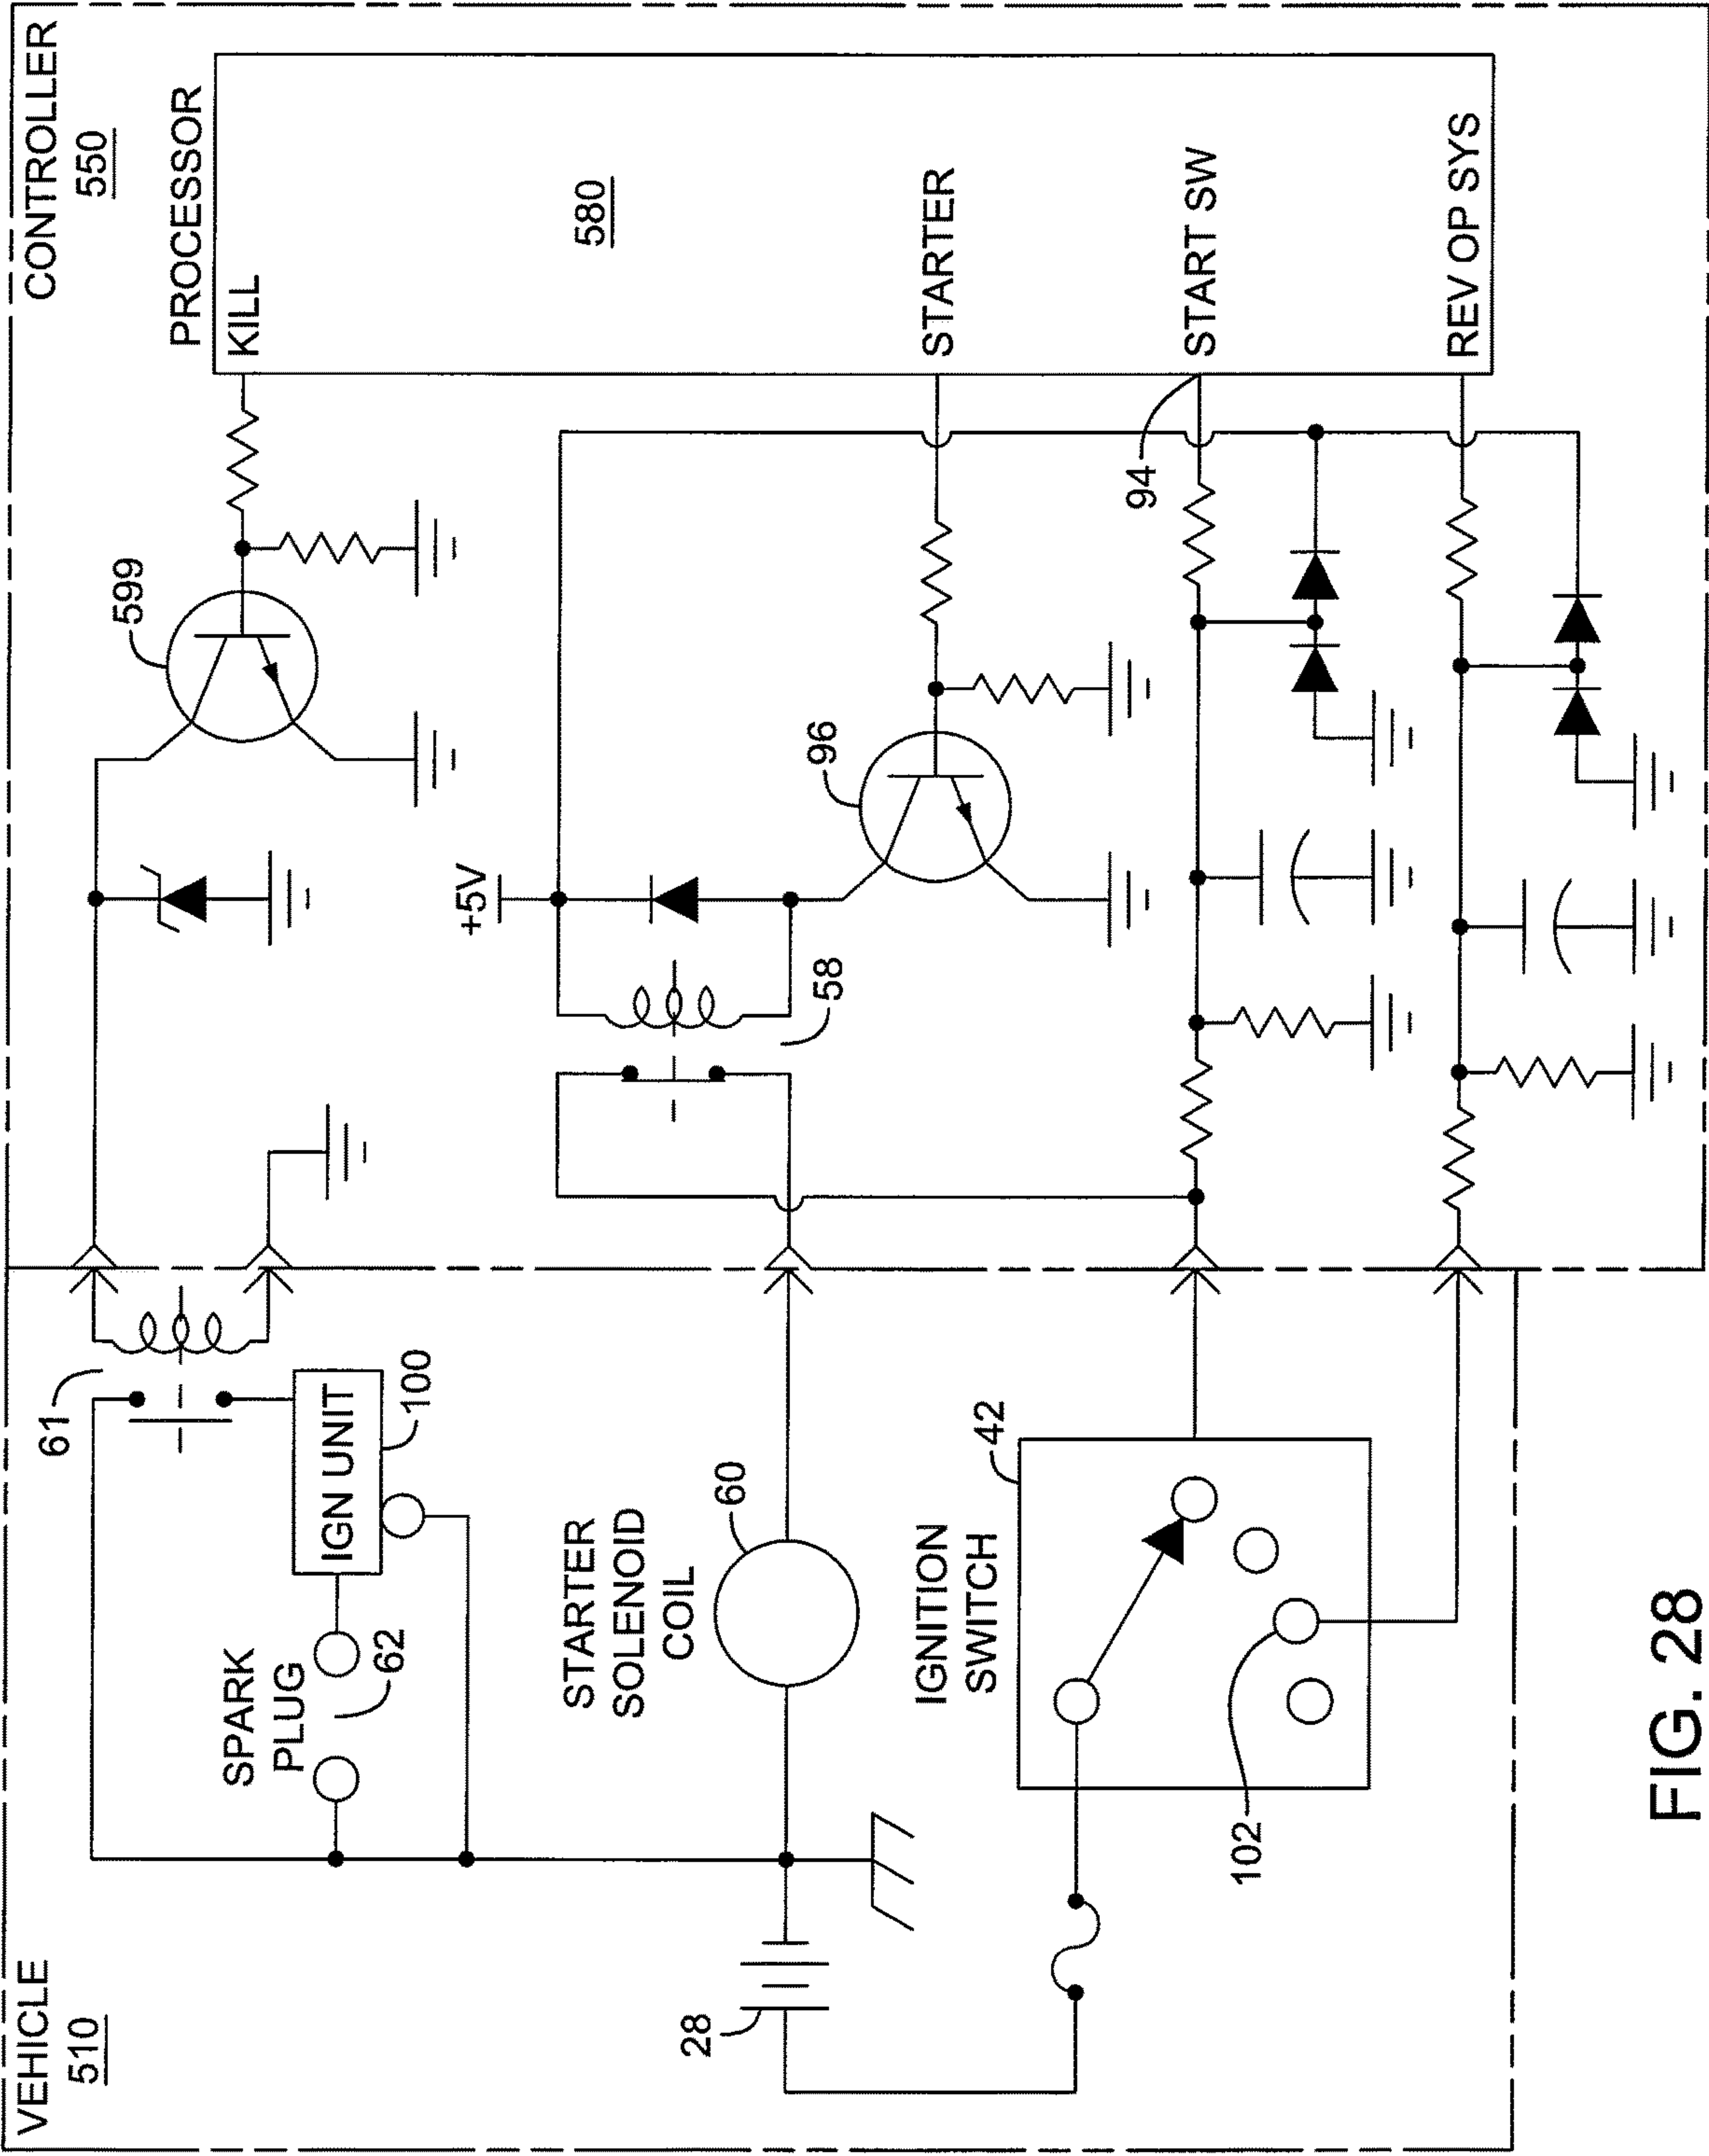 VEHICLE
510
CONTROLLER
550
PROCESSOR
KILL
580
STARTER
START SW
REV OP SYS
599
61
IGN UNIT
100
SPARK
PLUG
62
+5V
58
96
94
STARTER
SOLENOID
COIL
60
28
IGNITION
SWITCH
42
102
FIG. 28